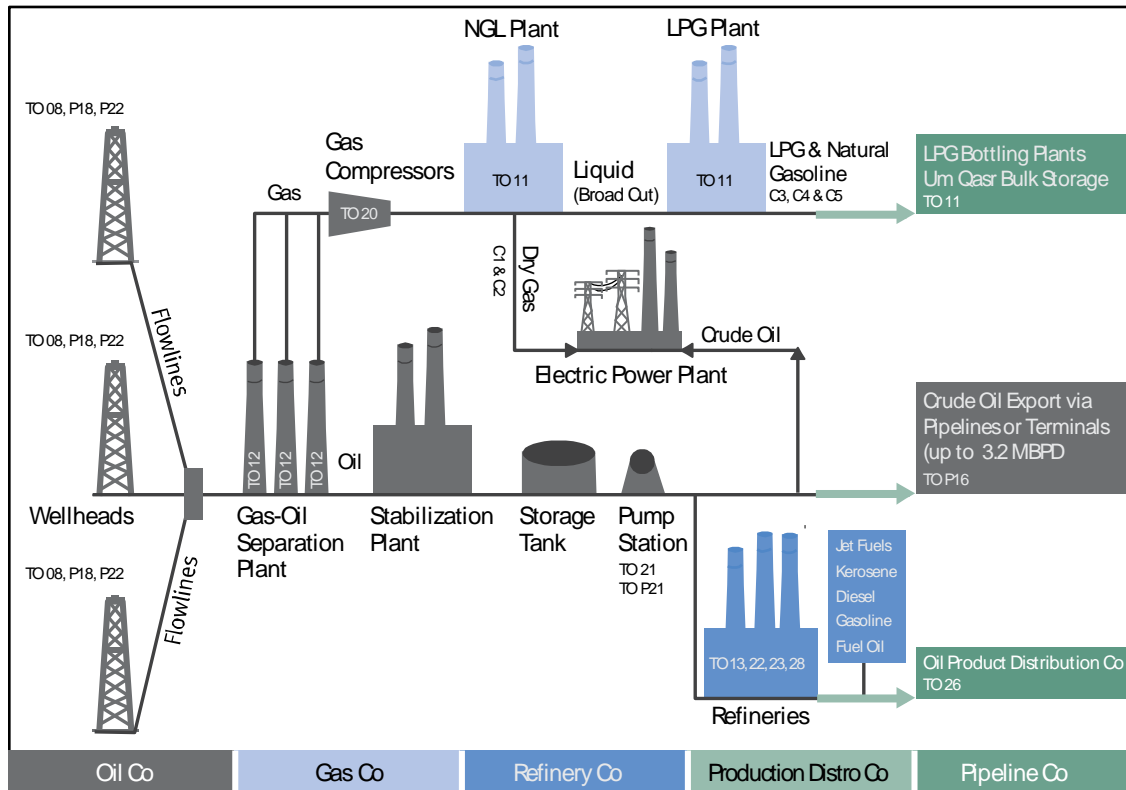 NGL Plant
LPG Plant
TO 08, P18, P22
Gas
Compressors
Gas
TO 20
TO 11
Liquid
(Broad Cut)
TO 11
LPG & Natural
Gasoline
C3, C4 & C5
LPG Bottling Plants
Um Qasr Bulk Storage
TO 11
Flowlines
Dry Gas
C1 & C2
Crude Oil
Electric Power Plant
TO 08, P18, P22
TO 12
TO 12
TO 12
Oil
Crude Oil Export via
Pipelines or Terminals
(up to 3.2 MBPD
TO P16
Wellheads
Gas-Oil
Separation
Plant
Stabilization
Plant
Storage
Tank
Pump
Station
TO 21
TO P21
TO 08, P18, P22
Flowlines
Jet Fuels
Kerosene
Diesel
Gasoline
Fuel Oil
TO 13, 22, 23, 28
Refineries
Oil Product Distribution Co
TO 26
Oil Co
Gas Co
Refinery Co
Production Distro Co
Pipeline Co